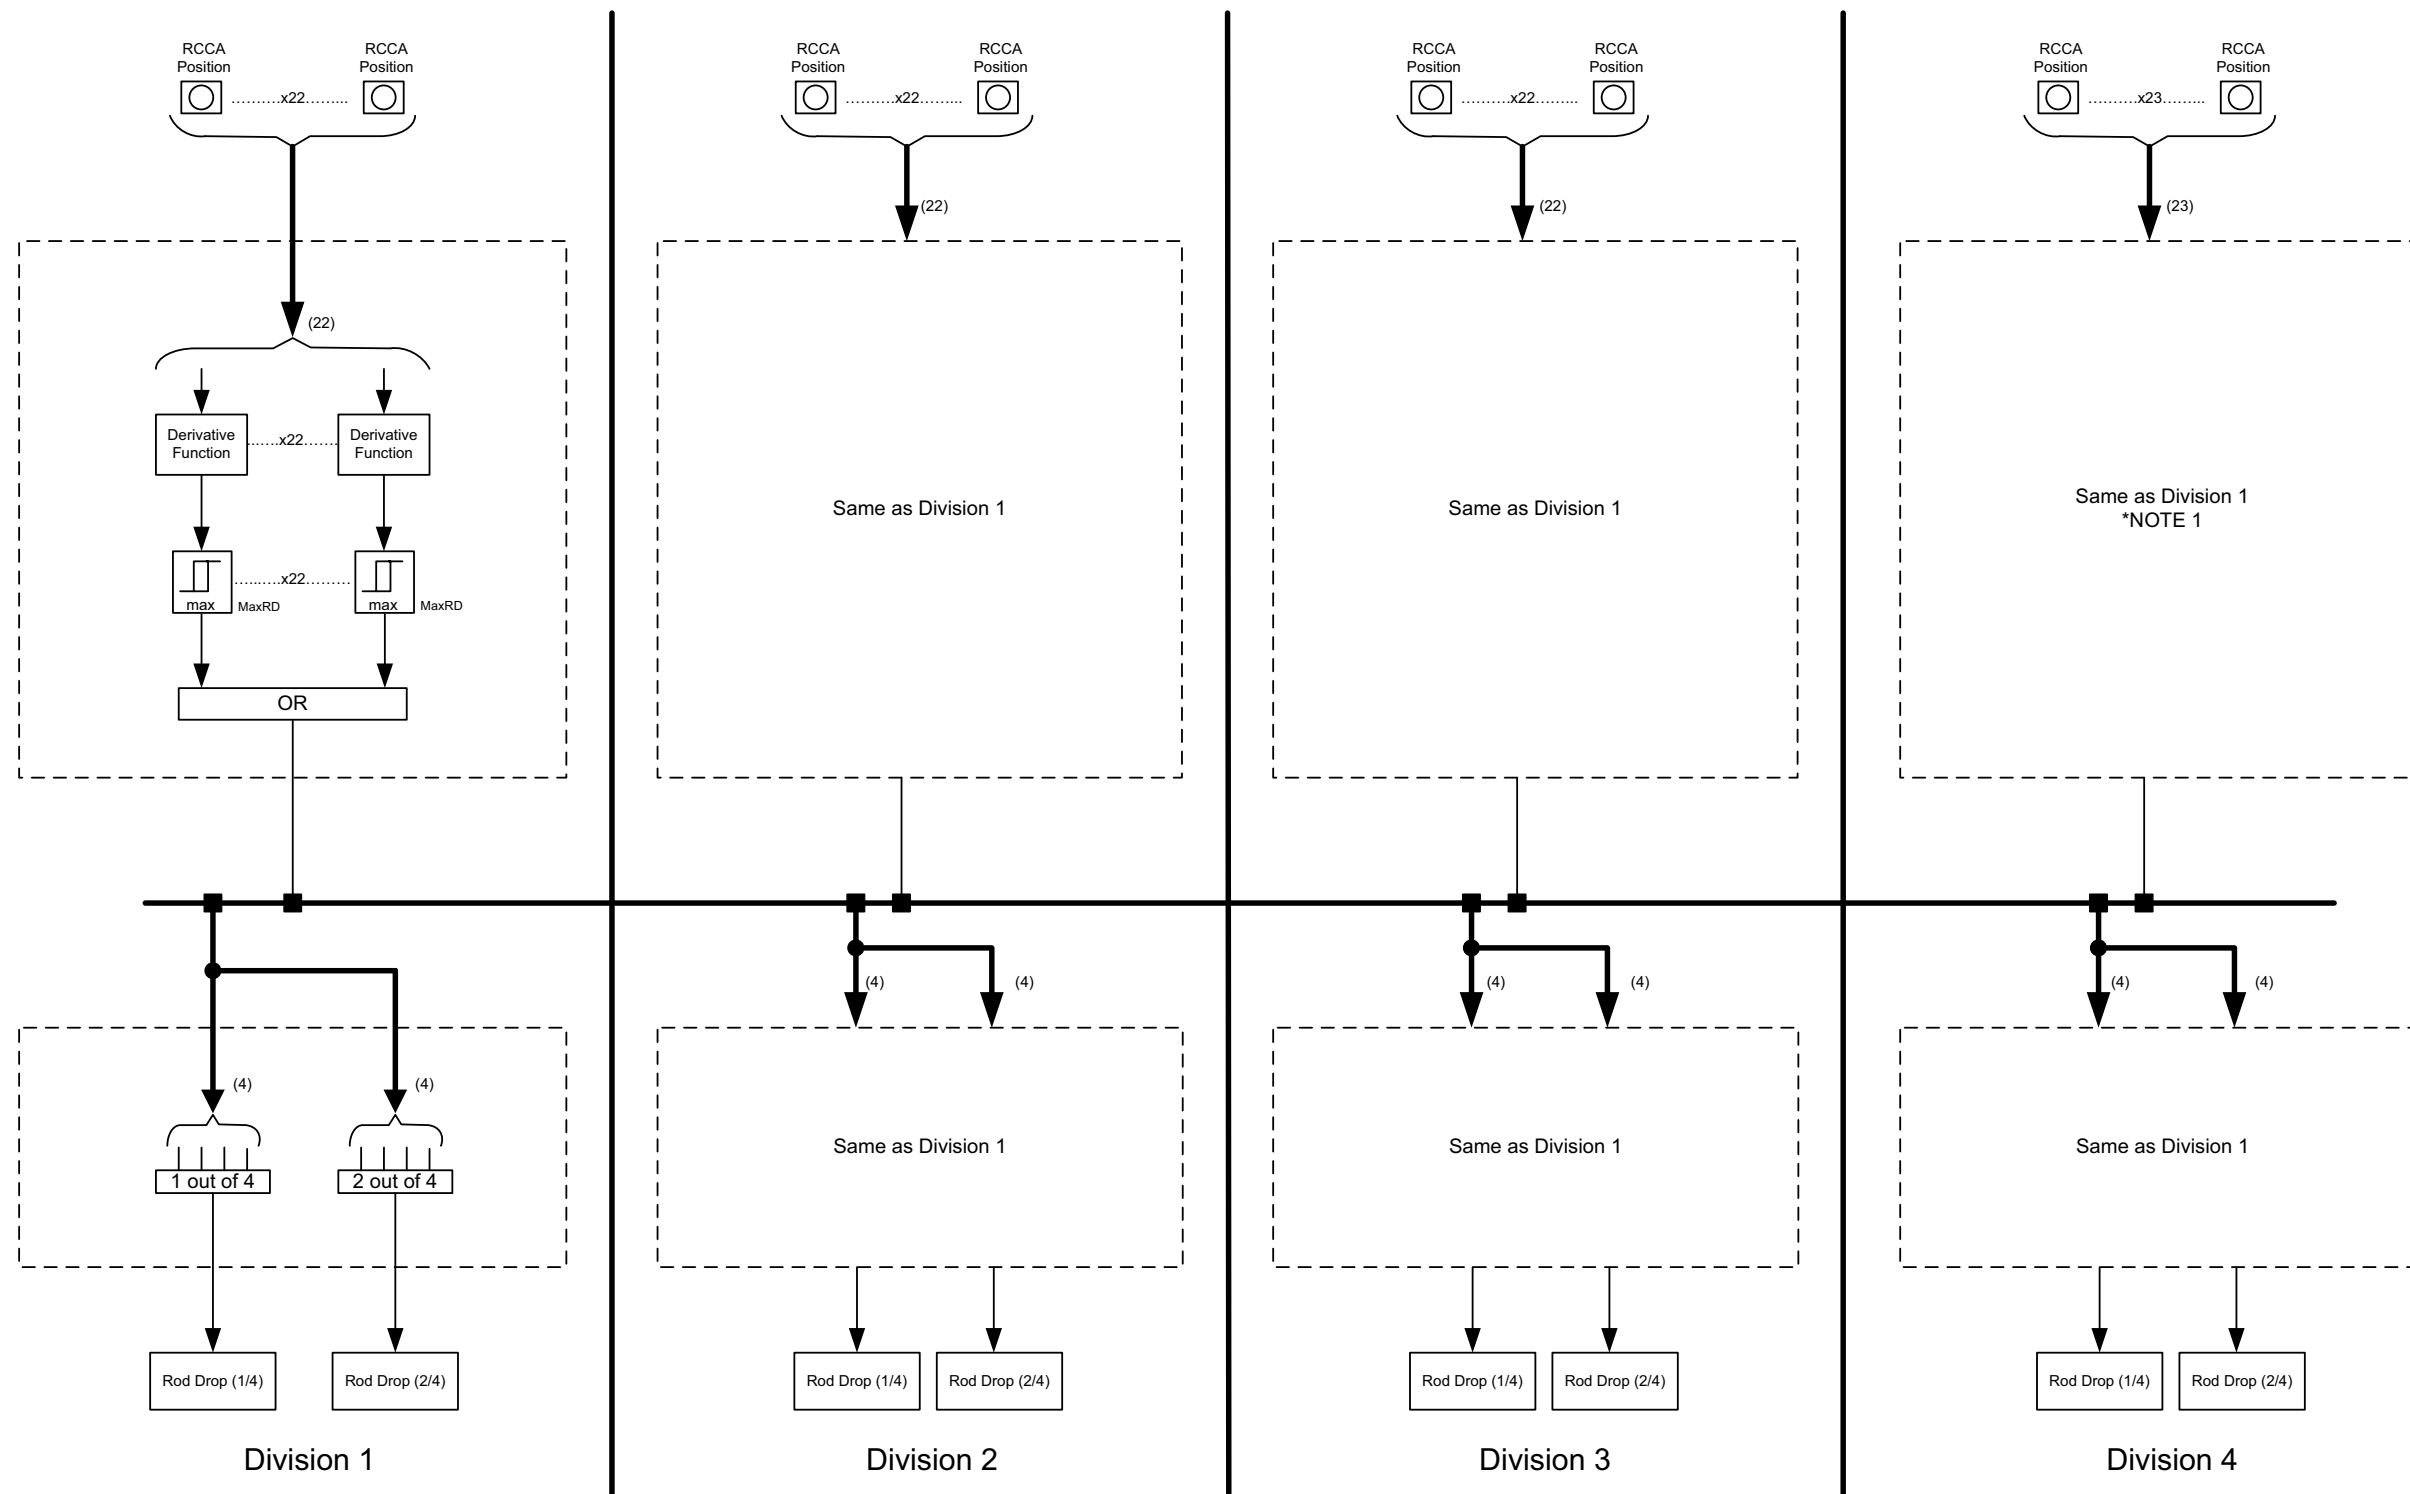 RCCA
Position
RCCA
Position
..........x22........
(22)
Derivative
Function
.......x22.......
Derivative
Function
max
MaxRD
.........x22.........
max
MaxRD
OR
(4)
(4)
1 out of 4
2 out of 4
Rod Drop (1/4)
Rod Drop (2/4)
Division 1
RCCA
Position
RCCA
Position
..........x22........
(22)
Same as Division 1
(4)
(4)
Same as Division 1
Rod Drop (1/4)
Rod Drop (2/4)
Division 2
RCCA
Position
RCCA
Position
..........x22........
(22)
Same as Division 1
(4)
(4)
Same as Division 1
Rod Drop (1/4)
Rod Drop (2/4)
Division 3
RCCA
Position
RCCA
Position
..........x23........
(23)
Same as Division 1
*NOTE 1
(4)
(4)
Same as Division 1
Rod Drop (1/4)
Rod Drop (2/4)
Division 4